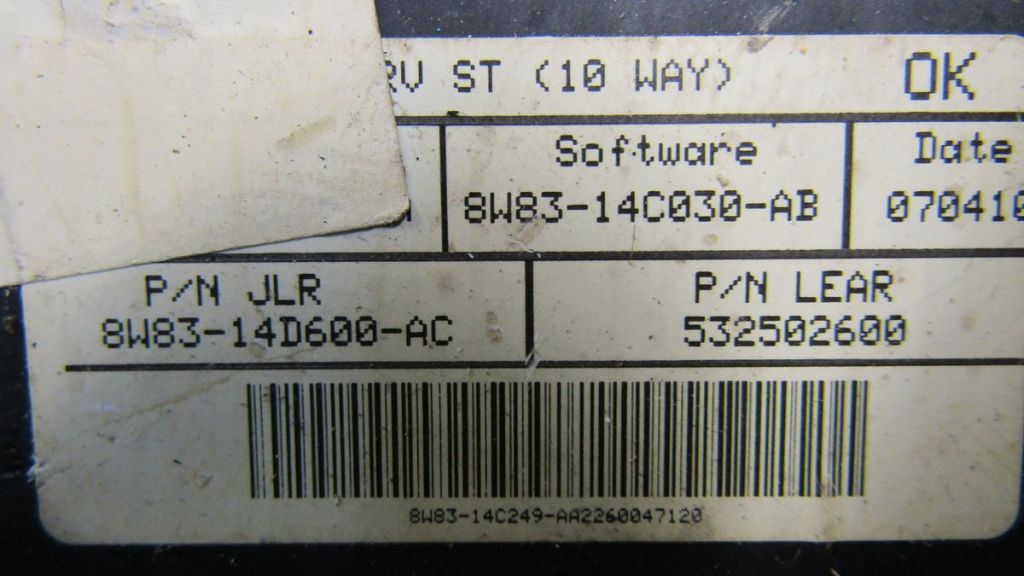 RV ST (10 WAY) OK
Software Date
8W83-14C030-AB 070410
P/N JLR P/N LEAR
8W83-14D600-AC 532502600
8W83-14C249-AA2260047120